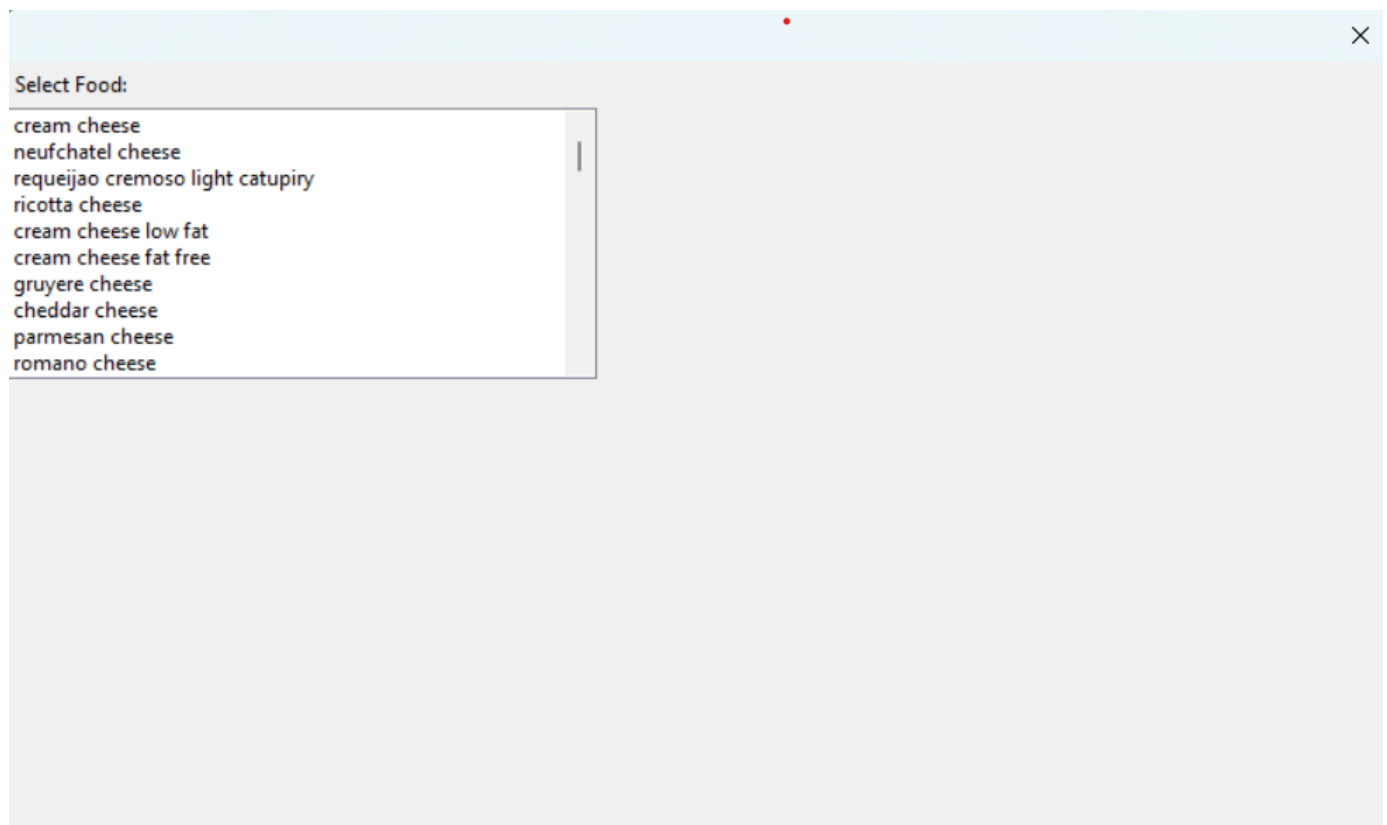 Select Food:
cream cheese
neufchatel cheese
requeijao cremoso light catupiry
ricotta cheese
cream cheese low fat
cream cheese fat free
gruyere cheese
cheddar cheese
parmesan cheese
romano cheese